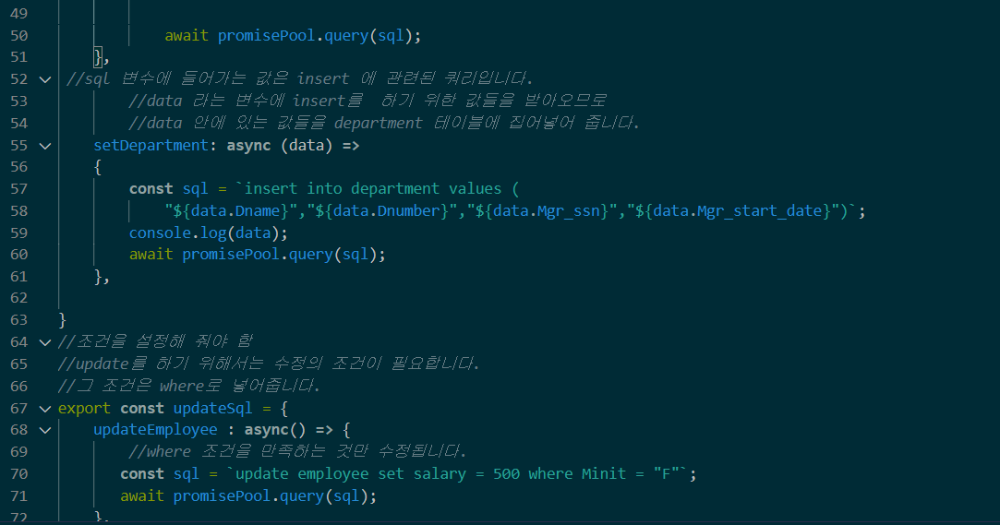 49
50 await promisePool.query(sql);
51 },
52 //sql 변수에 들어가는 값은 insert 에 관련된 쿼리입니다.
53 //data 라는 변수에 insert를  하기 위한 값들을 받아오므로
54 //data 안에 있는 값들을 department 테이블에 집어넣어 줍니다.
55 setDepartment: async (data) =>
56 {
57 const sql = `insert into department values (
58 "${data.Dname}","${data.Dnumber}","${data.Mgr_ssn}","${data.Mgr_start_date}")`;
59 console.log(data);
60 await promisePool.query(sql);
61 },
62
63 }
64 //조건을 설정해 줘야 함
65 //update를 하기 위해서는 수정의 조건이 필요합니다.
66 //그 조건은 where로 넣어줍니다.
67 export const updateSql = {
68 updateEmployee : async() => {
69 //where 조건을 만족하는 것만 수정됩니다.
70 const sql = `update employee set salary = 500 where Minit = "F"`;
71 await promisePool.query(sql);
72 },